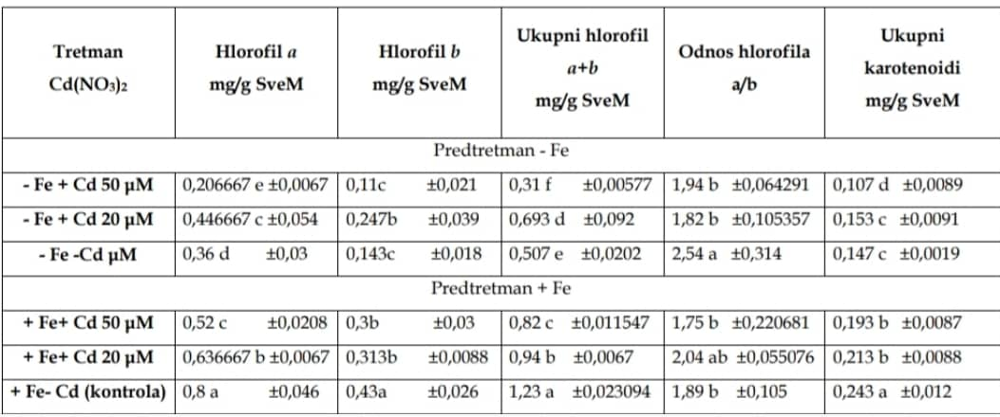 Tretman Cd(NO₃)₂ | Hlorofil a mg/g SveM | Hlorofil b mg/g SveM | Ukupni hlorofil a+b mg/g SveM | Odnos hlorofila a/b | Ukupni karotenoidi mg/g SveM
Predtretman - Fe
- Fe + Cd 50 µM | 0,206667 e ±0,0067 | 0,11c ±0,021 | 0,31 f ±0,00577 | 1,94 b ±0,064291 | 0,107 d ±0,0089
- Fe + Cd 20 µM | 0,446667 c ±0,054 | 0,247b ±0,039 | 0,693 d ±0,092 | 1,82 b ±0,105357 | 0,153 c ±0,0091
- Fe -Cd µM | 0,36 d ±0,03 | 0,143c ±0,018 | 0,507 e ±0,0202 | 2,54 a ±0,314 | 0,147 c ±0,0019
Predtretman + Fe
+ Fe+ Cd 50 µM | 0,52 c ±0,0208 | 0,3b ±0,03 | 0,82 c ±0,011547 | 1,75 b ±0,220681 | 0,193 b ±0,0087
+ Fe+ Cd 20 µM | 0,636667 b ±0,0067 | 0,313b ±0,0088 | 0,94 b ±0,0067 | 2,04 ab ±0,055076 | 0,213 b ±0,0088
+ Fe- Cd (kontrola) | 0,8 a ±0,046 | 0,43a ±0,026 | 1,23 a ±0,023094 | 1,89 b ±0,105 | 0,243 a ±0,012